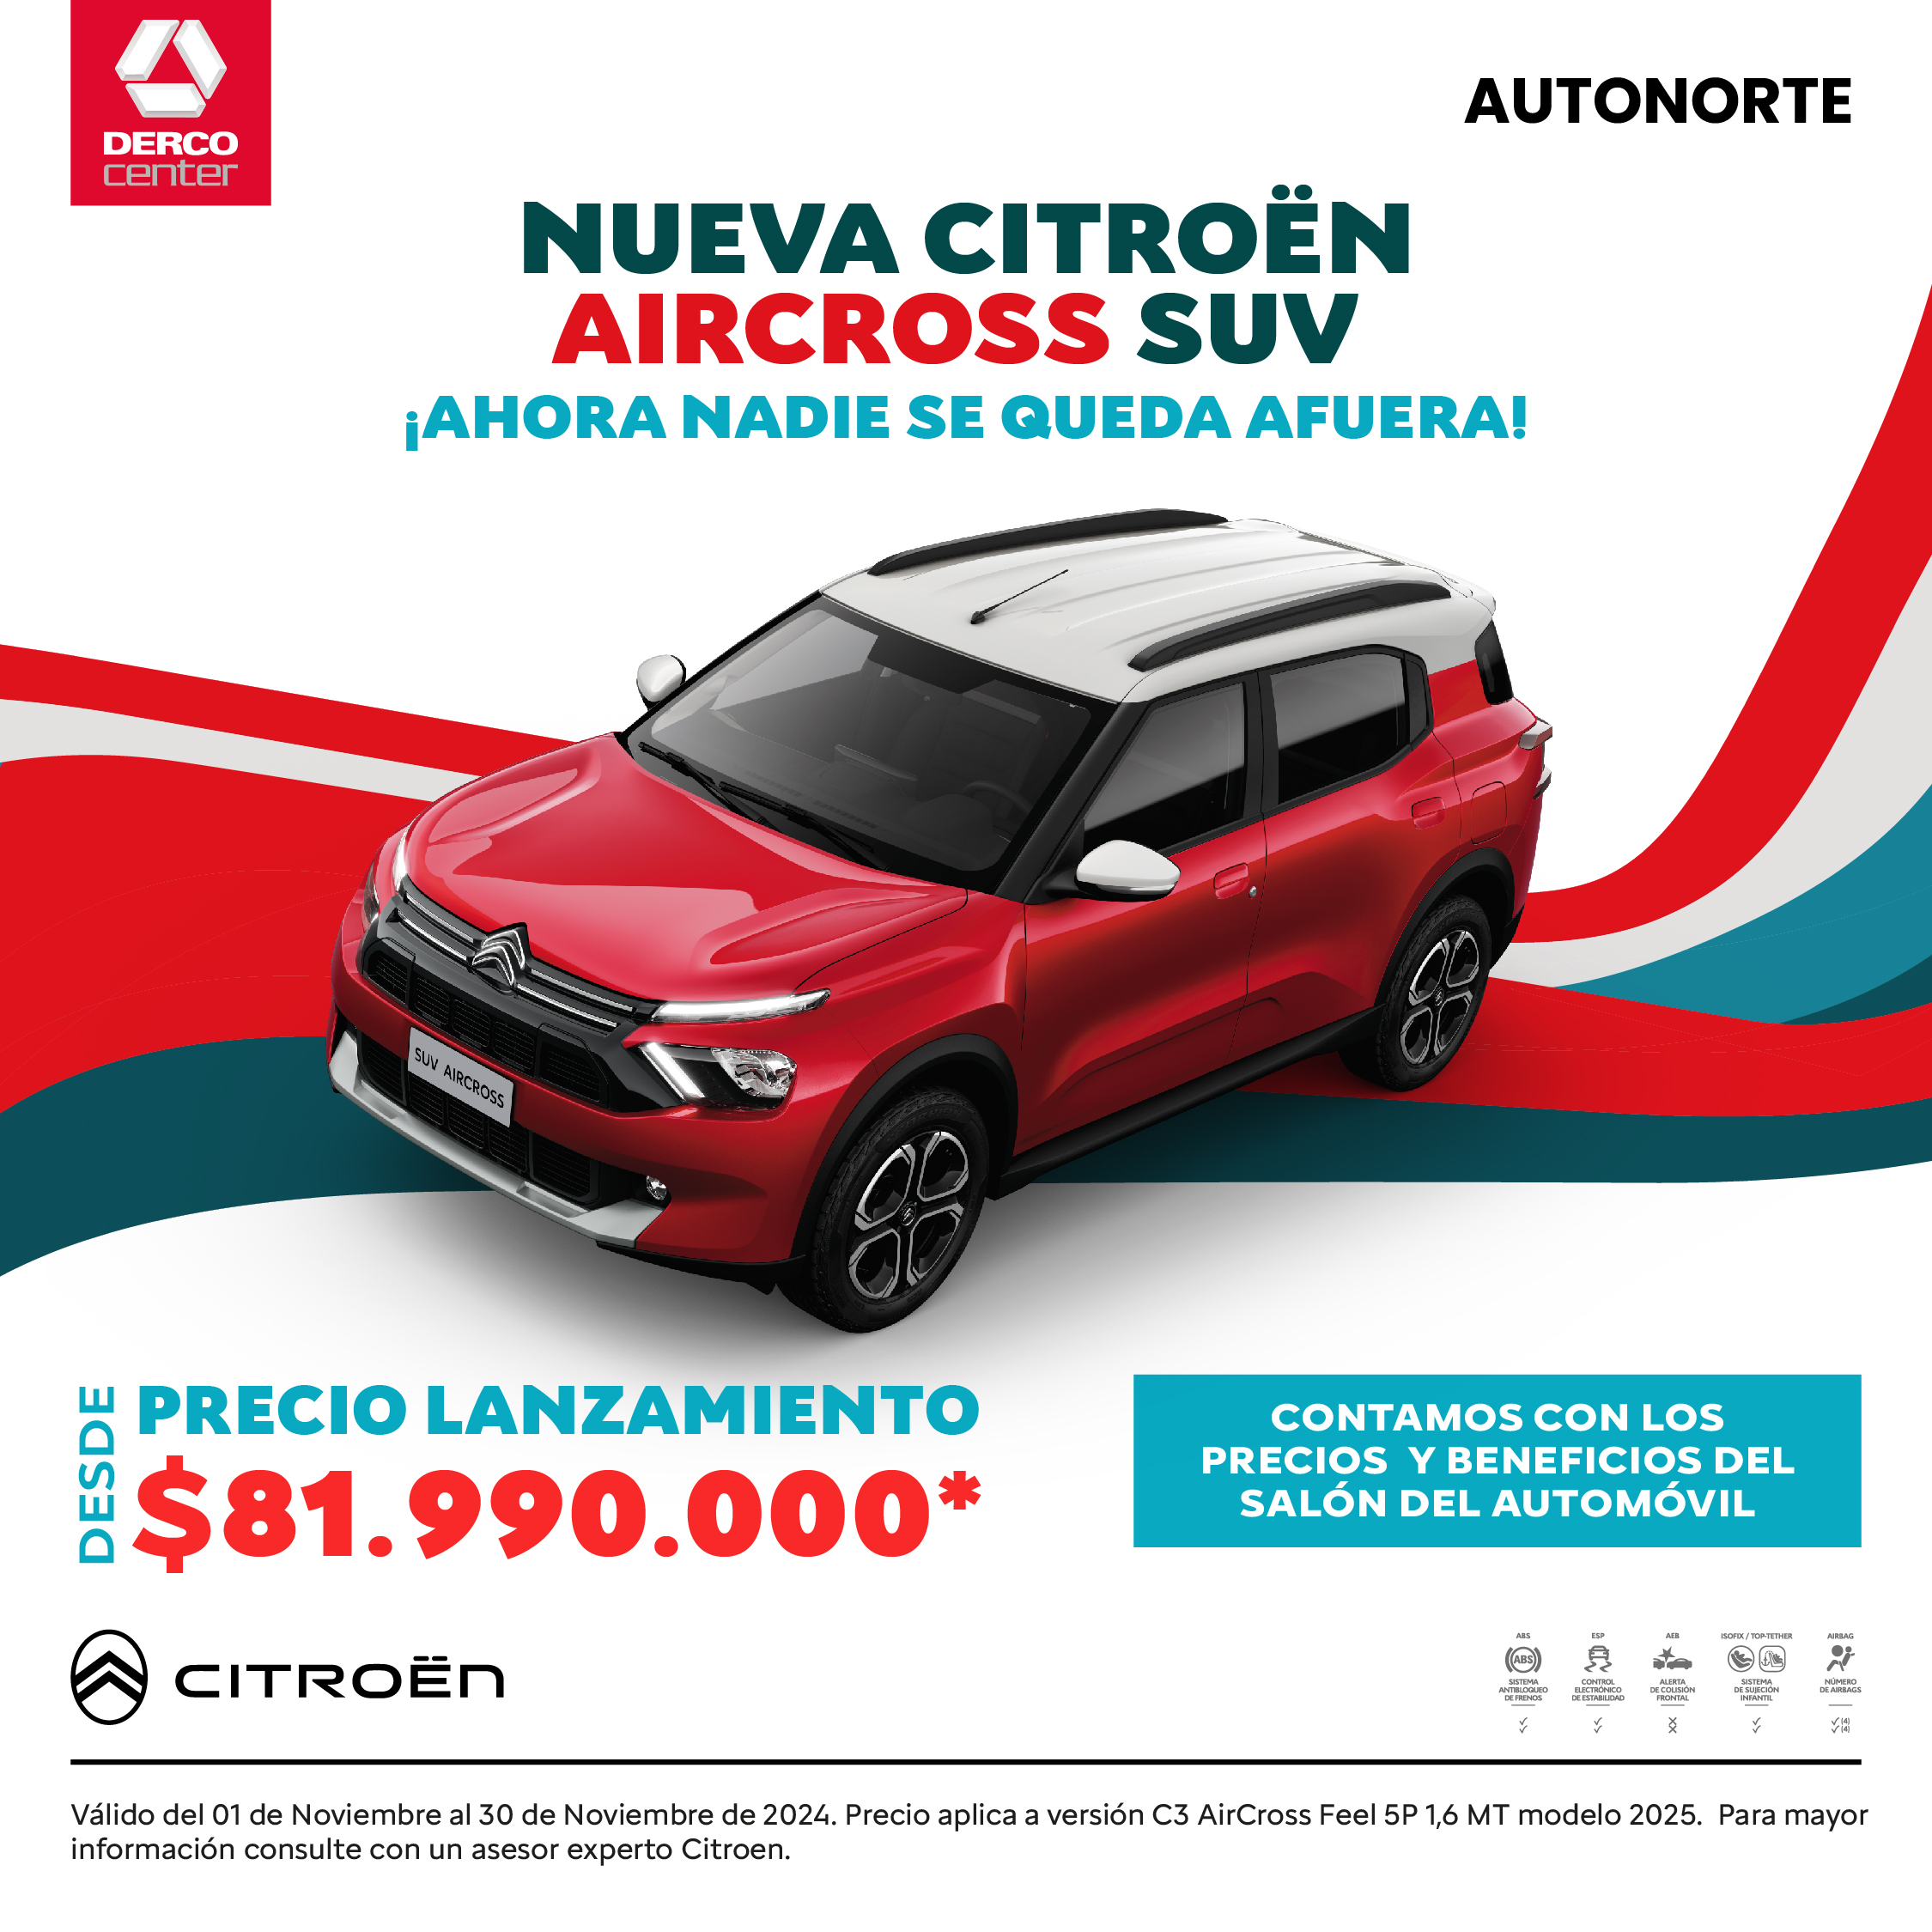 DERCO
center
AUTONORTE
NUEVA CITROËN
AIRCROSS SUV
¡AHORA NADIE SE QUEDA AFUERA!
SUV AIRCROSS
DESDE
PRECIO LANZAMIENTO
$81.990.000*
CONTAMOS CON LOS
PRECIOS Y BENEFICIOS DEL
SALÓN DEL AUTOMÓVIL
CITROËN
ABS
ABS
SISTEMA
ANTIBLOQUEO
DE FRENOS
ESP
CONTROL
ELECTRÓNICO
DE ESTABILIDAD
AEB
ALERTA
DE COLISIÓN
FRONTAL
ISOFIX / TOP-TETHER
SISTEMA
DE SUJECIÓN
INFANTIL
AIRBAG
NÚMERO
DE AIRBAGS
(4)
(4)
Válido del 01 de Noviembre al 30 de Noviembre de 2024. Precio aplica a versión C3 AirCross Feel 5P 1,6 MT modelo 2025. Para mayor
información consulte con un asesor experto Citroen.